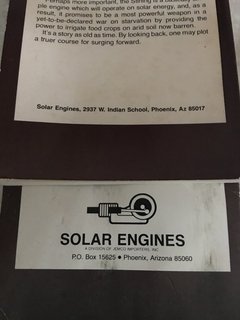 Perhaps more important, the Stirling is a
ple engine which will operate on solar energy, and, as a
result, it promises to be a most powerful weapon in a
yet-to-be-declared war on starvation by providing the
power to irrigate food crops on arid soil now barren.
It's a story as old as time. By looking back, one may plot
a truer course for surging forward.
Solar Engines, 2937 W. Indian School, Phoenix, Az 85017
SOLAR ENGINES
A DIVISION OF JEMCO IMPORTERS, INC.
P.O. Box 15625 • Phoenix, Arizona 85060